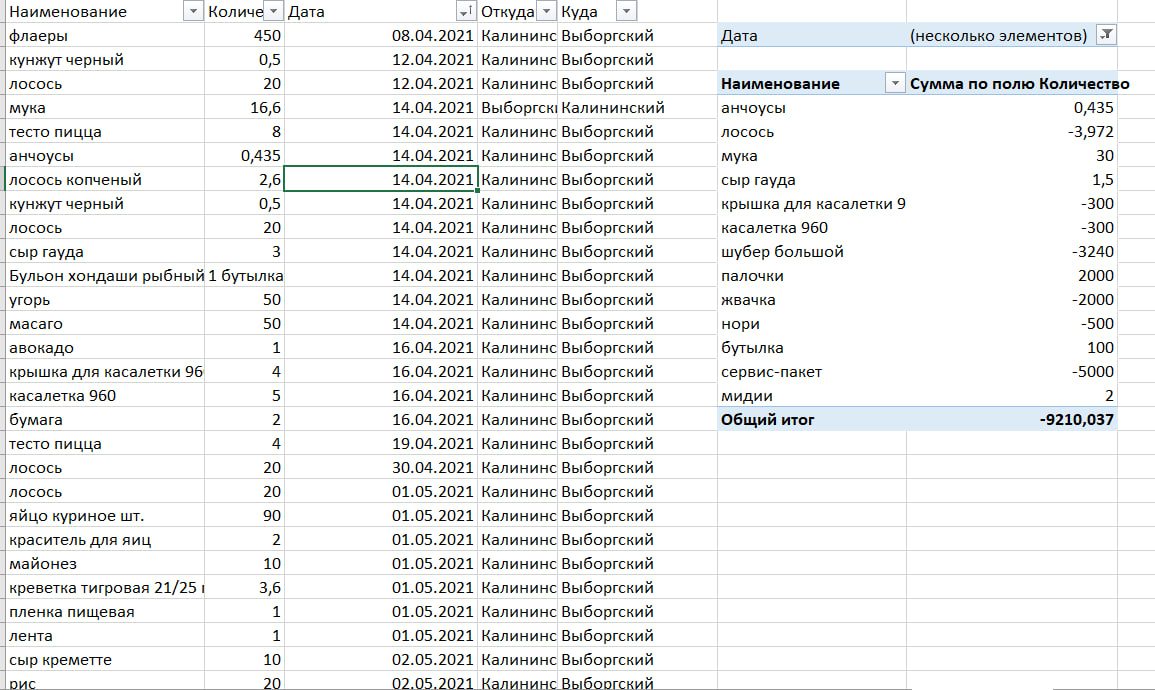 Наименование Количе Дата Откуда Куда
флаеры 450 08.04.2021 Калининс Выборгский Дата (несколько элементов)
кунжут черный 0,5 12.04.2021 Калининс Выборгский
лосось 20 12.04.2021 Калининс Выборгский Наименование Сумма по полю Количество
мука 16,6 14.04.2021 Выборгски Калининский анчоусы 0,435
тесто пицца 8 14.04.2021 Калининс Выборгский лосось -3,972
анчоусы 0,435 14.04.2021 Калининс Выборгский мука 30
лосось копченый 2,6 14.04.2021 Калининс Выборгский сыр гауда 1,5
кунжут черный 0,5 14.04.2021 Калининс Выборгский крышка для касалетки 9 -300
лосось 20 14.04.2021 Калининс Выборгский касалетка 960 -300
сыр гауда 3 14.04.2021 Калининс Выборгский шубер большой -3240
Бульон хондаши рыбный 1 бутылка 14.04.2021 Калининс Выборгский палочки 2000
угорь 50 14.04.2021 Калининс Выборгский жвачка -2000
масаго 50 14.04.2021 Калининс Выборгский нори -500
авокадо 1 16.04.2021 Калининс Выборгский бутылка 100
крышка для касалетки 960 4 16.04.2021 Калининс Выборгский сервис-пакет -5000
касалетка 960 5 16.04.2021 Калининс Выборгский мидии 2
бумага 2 16.04.2021 Калининс Выборгский Общий итог -9210,037
тесто пицца 4 19.04.2021 Калининс Выборгский
лосось 20 30.04.2021 Калининс Выборгский
лосось 20 01.05.2021 Калининс Выборгский
яйцо куриное шт. 90 01.05.2021 Калининс Выборгский
краситель для яиц 2 01.05.2021 Калининс Выборгский
майонез 10 01.05.2021 Калининс Выборгский
креветка тигровая 21/25 3,6 01.05.2021 Калининс Выборгский
пленка пищевая 1 01.05.2021 Калининс Выборгский
лента 1 01.05.2021 Калининс Выборгский
сыр креметте 10 02.05.2021 Калининс Выборгский
рис 20 02.05.2021 Калининс Выборгский